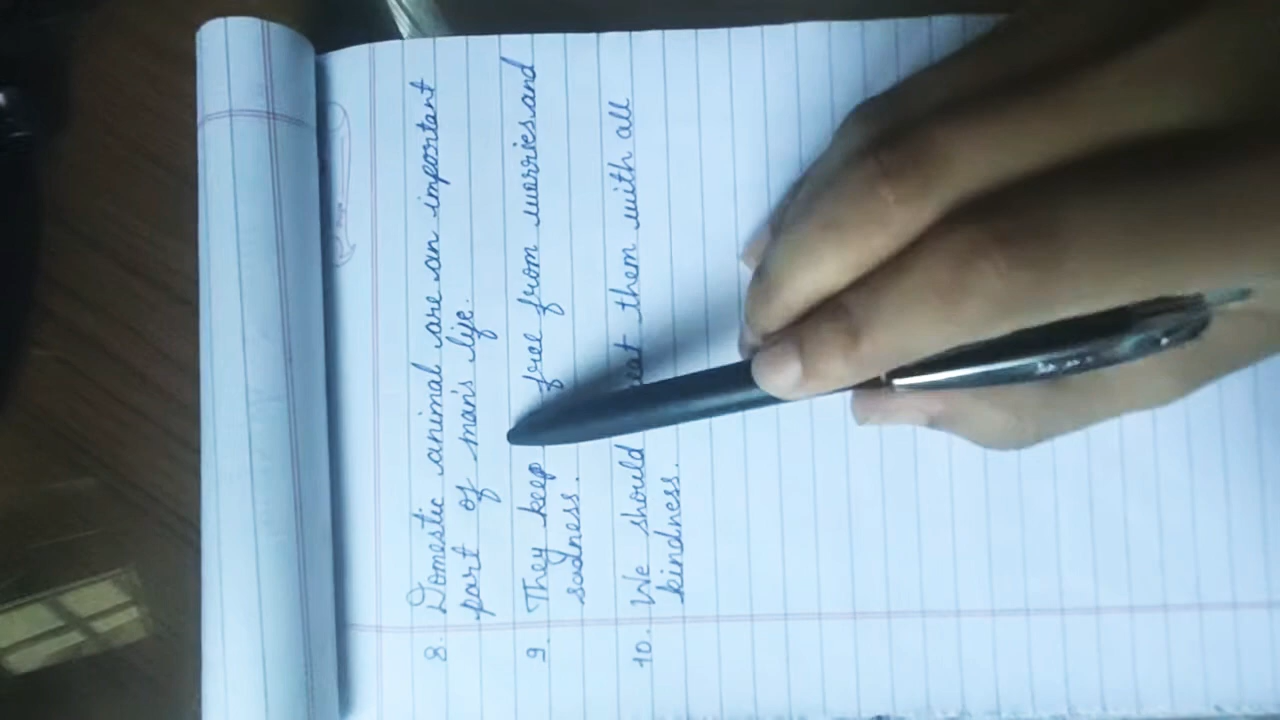 8. Domestic animal are an important
part of man's life.
9. They keep free from worries and
sadness.
10. We should them with all
kindness.